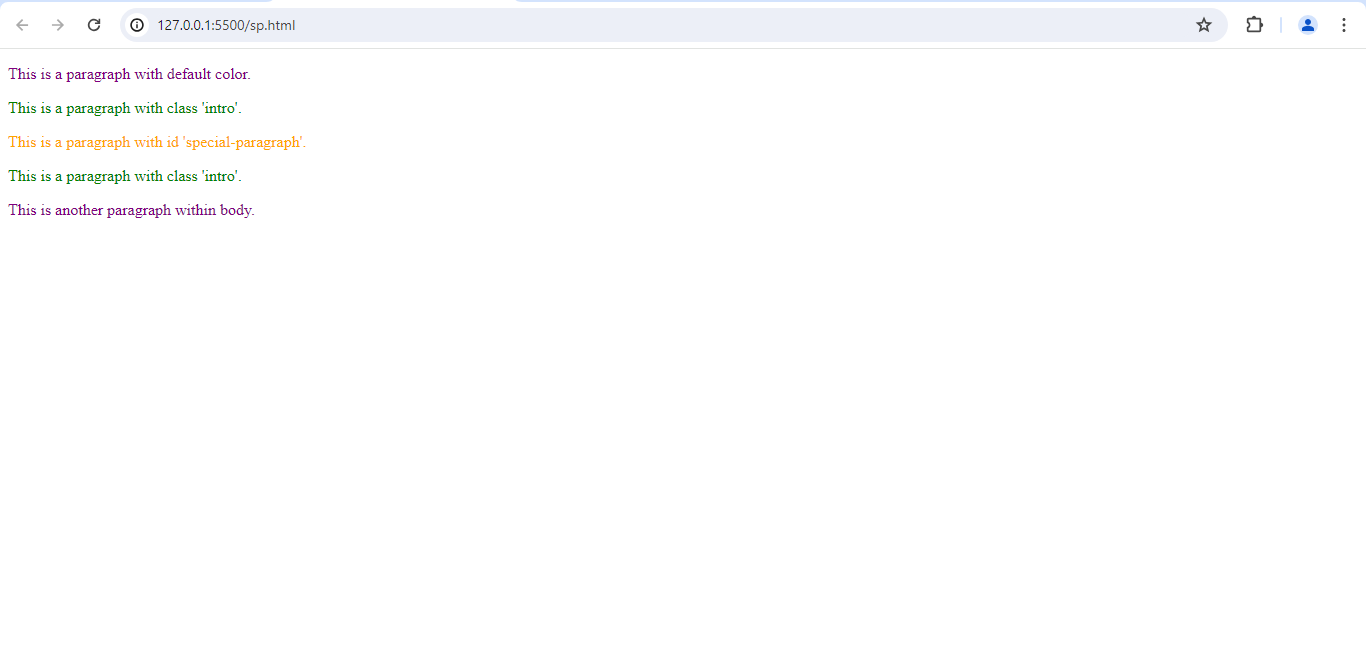 127.0.0.1:5500/sp.html
This is a paragraph with default color.
This is a paragraph with class 'intro'.
This is a paragraph with id 'special-paragraph'.
This is a paragraph with class 'intro'.
This is another paragraph within body.